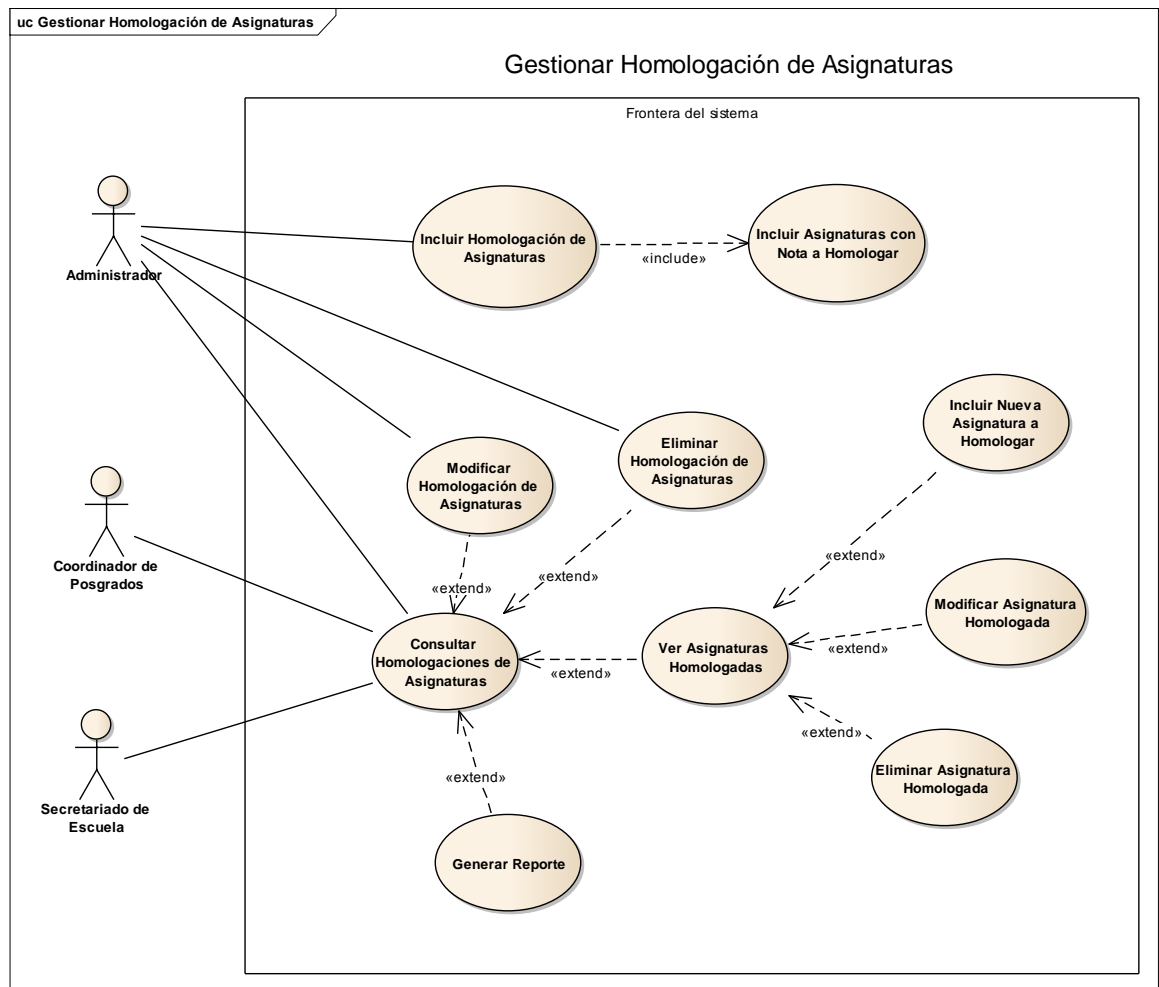 uc Gestionar Homologación de Asignaturas
Gestionar Homologación de Asignaturas
Frontera del sistema
Administrador
Incluir Homologación de
Asignaturas
«include»
Incluir Asignaturas con
Nota a Homologar
Incluir Nueva
Asignatura a
Homologar
Eliminar
Homologación de
Asignaturas
Modificar
Homologación de
Asignaturas
Coordinador de
Posgrados
«extend»
«extend»
«extend»
Modificar Asignatura
Homologada
Consultar
Homologaciones de
Asignaturas
Ver Asignaturas
Homologadas
«extend»
«extend»
«extend»
Eliminar Asignatura
Homologada
Secretariado de
Escuela
«extend»
Generar Reporte